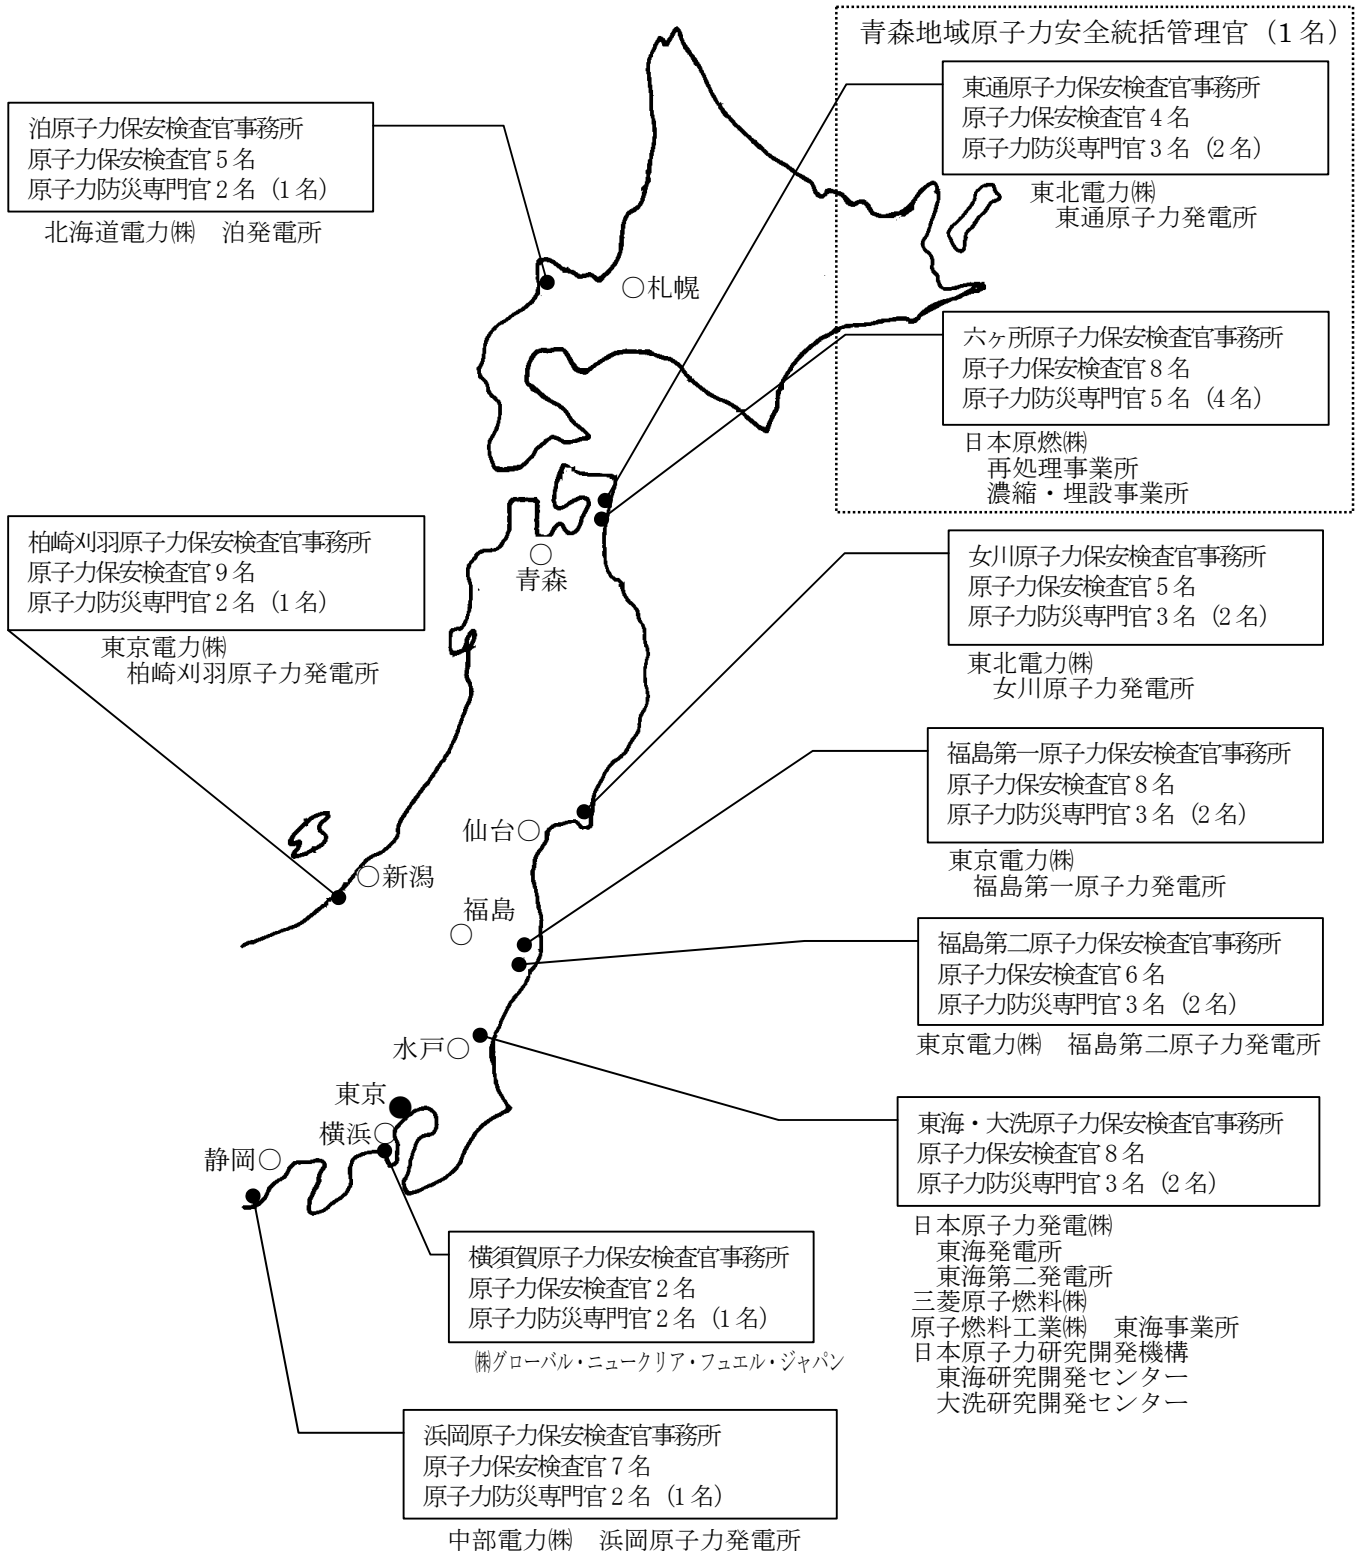 青森地域原子力安全統括管理官（1名）
東通原子力保安検査官事務所
原子力保安検査官4名
原子力防災専門官3名（2名）
東北電力㈱
東通原子力発電所
泊原子力保安検査官事務所
原子力保安検査官5名
原子力防災専門官2名（1名）
北海道電力㈱　泊発電所
○札幌
六ヶ所原子力保安検査官事務所
原子力保安検査官8名
原子力防災専門官5名（4名）
日本原燃㈱
再処理事業所
濃縮・埋設事業所
柏崎刈羽原子力保安検査官事務所
原子力保安検査官9名
原子力防災専門官2名（1名）
東京電力㈱
柏崎刈羽原子力発電所
○
青森
女川原子力保安検査官事務所
原子力保安検査官5名
原子力防災専門官3名（2名）
東北電力㈱
女川原子力発電所
福島第一原子力保安検査官事務所
原子力保安検査官8名
原子力防災専門官3名（2名）
東京電力㈱
福島第一原子力発電所
仙台○
○新潟
福島
○
福島第二原子力保安検査官事務所
原子力保安検査官6名
原子力防災専門官3名（2名）
東京電力㈱　福島第二原子力発電所
水戸○
東京
横浜○
静岡○
東海・大洗原子力保安検査官事務所
原子力保安検査官8名
原子力防災専門官3名（2名）
日本原子力発電㈱
東海発電所
東海第二発電所
三菱原子燃料㈱
原子燃料工業㈱　東海事業所
日本原子力研究開発機構
東海研究開発センター
大洗研究開発センター
横須賀原子力保安検査官事務所
原子力保安検査官2名
原子力防災専門官2名（1名）
㈱グローバル・ニュークリア・フュエル・ジャパン
浜岡原子力保安検査官事務所
原子力保安検査官7名
原子力防災専門官2名（1名）
中部電力㈱　浜岡原子力発電所